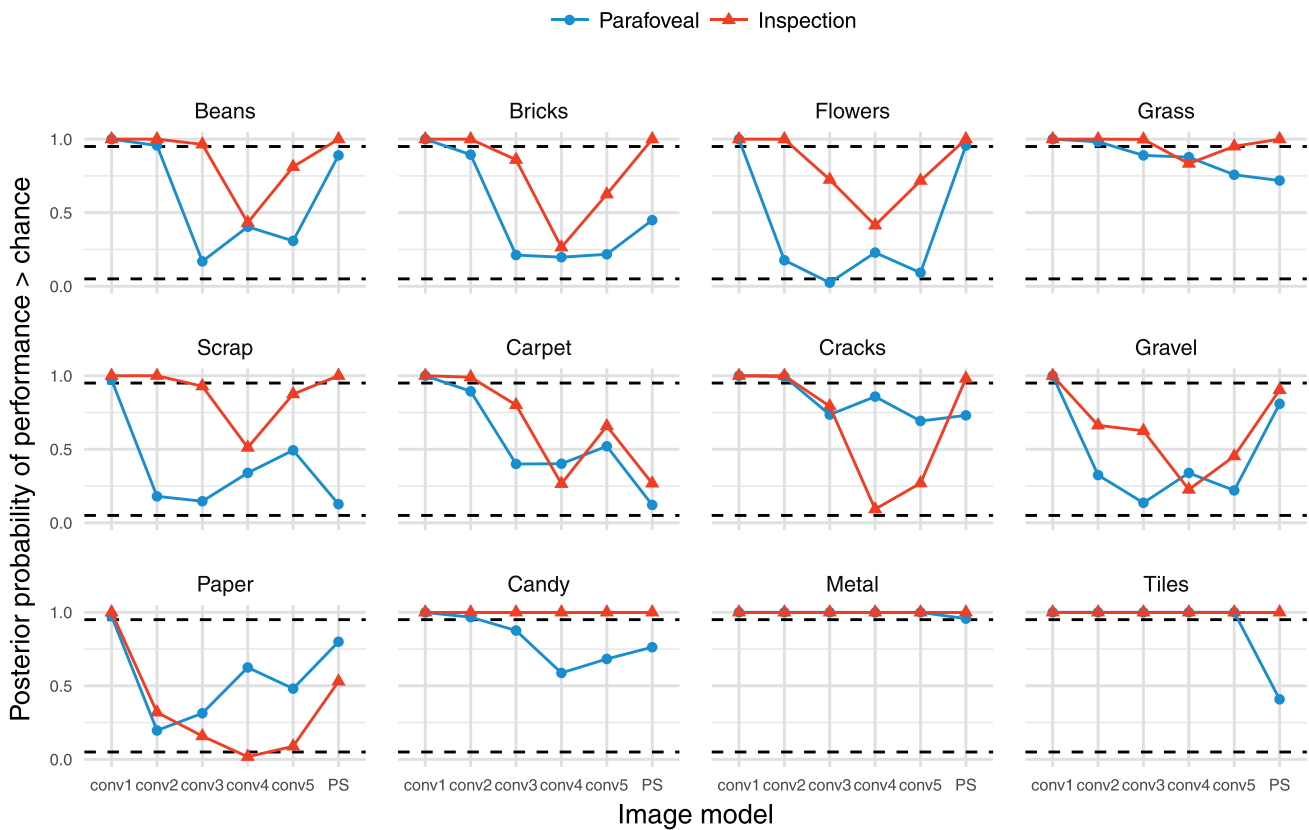 Parafoveal Inspection
Beans Bricks Flowers Grass
1.0
0.5
0.0
Scrap Carpet Cracks Gravel
1.0
0.5
0.0
Paper Candy Metal Tiles
1.0
0.5
0.0
Posterior probability of performance > chance
conv1 conv2 conv3 conv4 conv5 PS conv1 conv2 conv3 conv4 conv5 PS conv1 conv2 conv3 conv4 conv5 PS conv1 conv2 conv3 conv4 conv5 PS
Image model